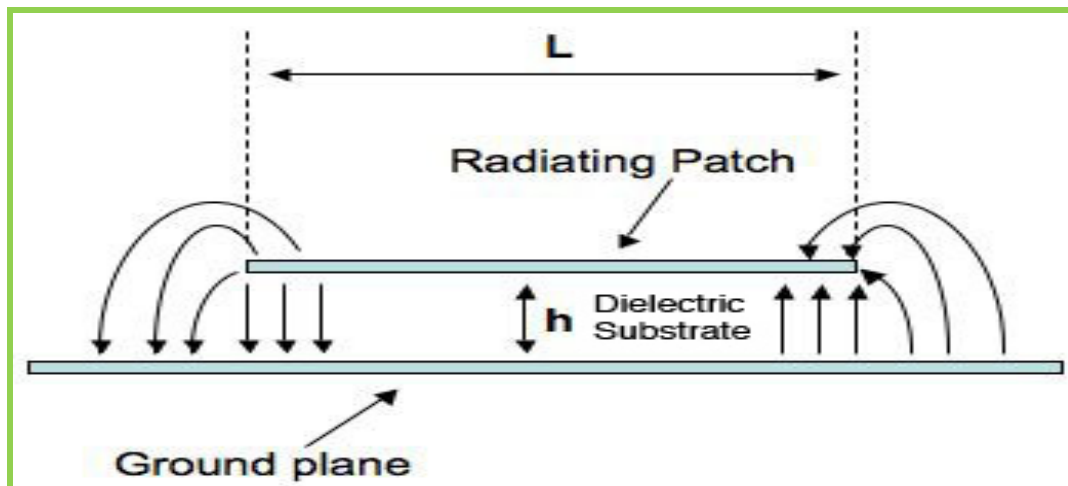 L
Radiating Patch
h
Dielectric
Substrate
Ground plane